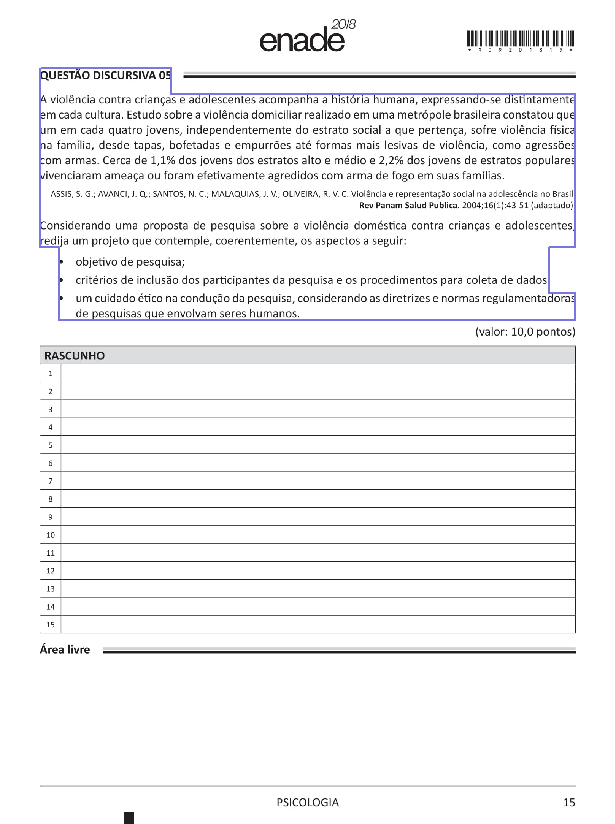 enade 2018
*R0520181515*
QUESTÃO DISCURSIVA 05
A violência contra crianças e adolescentes acompanha a história humana, expressando-se distintamente
em cada cultura. Estudo sobre a violência domiciliar realizado em uma metrópole brasileira constatou que
um em cada quatro jovens, independentemente do estrato social a que pertença, sofre violência física
na família, desde tapas, bofetadas e empurrões até formas mais lesivas de violência, como agressões
com armas. Cerca de 1,1% dos jovens dos estratos alto e médio e 2,2% dos jovens de estratos populares
vivenciaram ameaça ou foram efetivamente agredidos com arma de fogo em suas famílias.
ASSIS, S. G.; AVANCI, J. Q.; SANTOS, N. C.; MALAQUIAS, J. V.; OLIVEIRA, R. V. C. Violência e representação social na adolescência no Brasil.
Rev Panam Salud Publica. 2004;16(1):43-51 (adaptado).
Considerando uma proposta de pesquisa sobre a violência doméstica contra crianças e adolescentes,
redija um projeto que contemple, coerentemente, os aspectos a seguir:
• objetivo de pesquisa;
• critérios de inclusão dos participantes da pesquisa e os procedimentos para coleta de dados;
• um cuidado ético na condução da pesquisa, considerando as diretrizes e normas regulamentadoras
de pesquisas que envolvam seres humanos.
(valor: 10,0 pontos)
RASCUNHO
1
2
3
4
5
6
7
8
9
10
11
12
13
14
15
Área livre
PSICOLOGIA
15